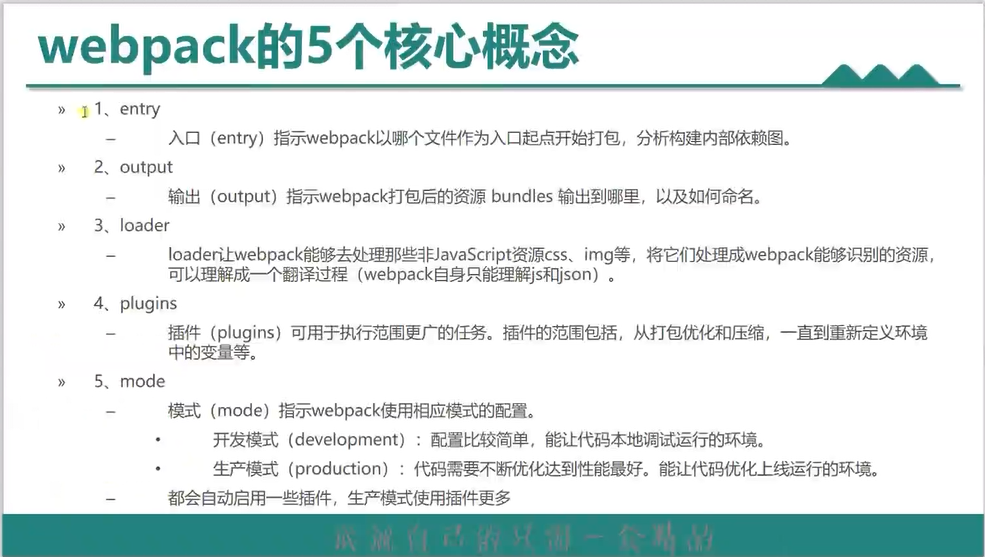 webpack的5个核心概念
» 1、entry
– 入口（entry）指示webpack以哪个文件作为入口起点开始打包，分析构建内部依赖图。
» 2、output
– 输出（output）指示webpack打包后的资源 bundles 输出到哪里，以及如何命名。
» 3、loader
– loader让webpack能够去处理那些非JavaScript资源css、img等，将它们处理成webpack能够识别的资源，
可以理解成一个翻译过程（webpack自身只能理解js和json）。
» 4、plugins
– 插件（plugins）可用于执行范围更广的任务。插件的范围包括，从打包优化和压缩，一直到重新定义环境
中的变量等。
» 5、mode
– 模式（mode）指示webpack使用相应模式的配置。
• 开发模式（development）：配置比较简单，能让代码本地调试运行的环境。
• 生产模式（production）：代码需要不断优化达到性能最好。能让代码优化上线运行的环境。
– 都会自动启用一些插件，生产模式使用插件更多